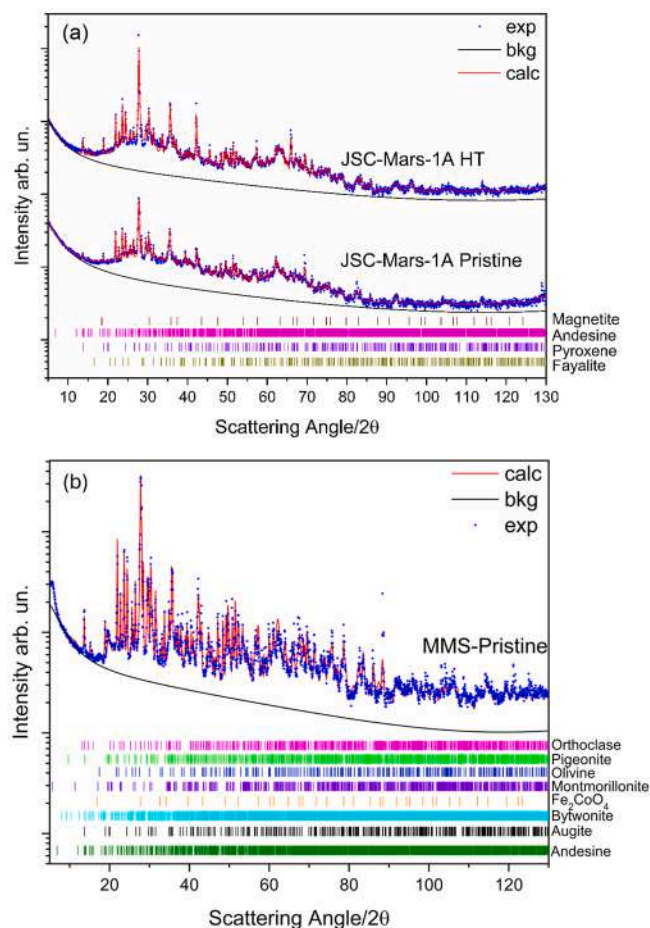 (a)
exp
bkg
calc
JSC-Mars-1A HT
JSC-Mars-1A Pristine
Intensity arb. un.
Magnetite
Andesine
Pyroxene
Fayalite
10 20 30 40 50 60 70 80 90 100 110 120 130
Scattering Angle/2θ
(b)
calc
bkg
exp
MMS-Pristine
Intensity arb. un.
Orthoclase
Pigeonite
Olivine
Montmorillonite
Fe₂CoO₄
Bytwonite
Augite
Andesine
20 40 60 80 100 120
Scattering Angle/2θ